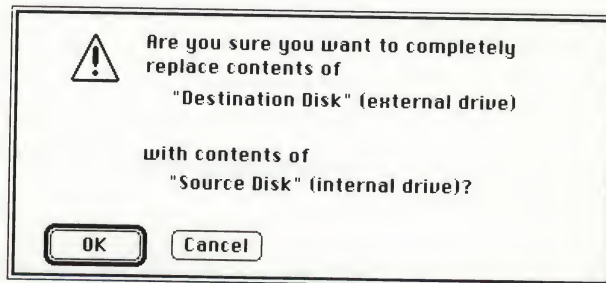 Are you sure you want to completely
replace contents of
"Destination Disk" (external drive)
with contents of
"Source Disk" (internal drive)?
OK
Cancel